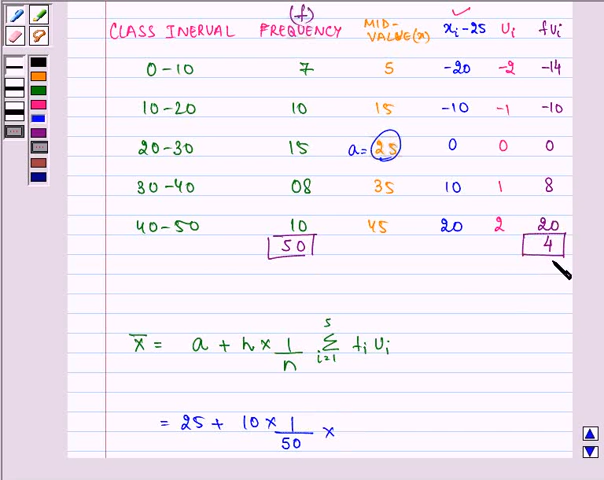 (f)
CLASS INERVAL FREQUENCY MID-VALUE(x) xi-25 Ui fUi
0-10 7 5 -20 -2 -14
10-20 10 15 -10 -1 -10
20-30 15 a=25 0 0 0
30-40 08 35 10 1 8
40-50 10 45 20 2 20
50 4
x̄ = a + h × 1/n 5Σi=1 fi Ui
= 25 + 10 × 1/50 ×